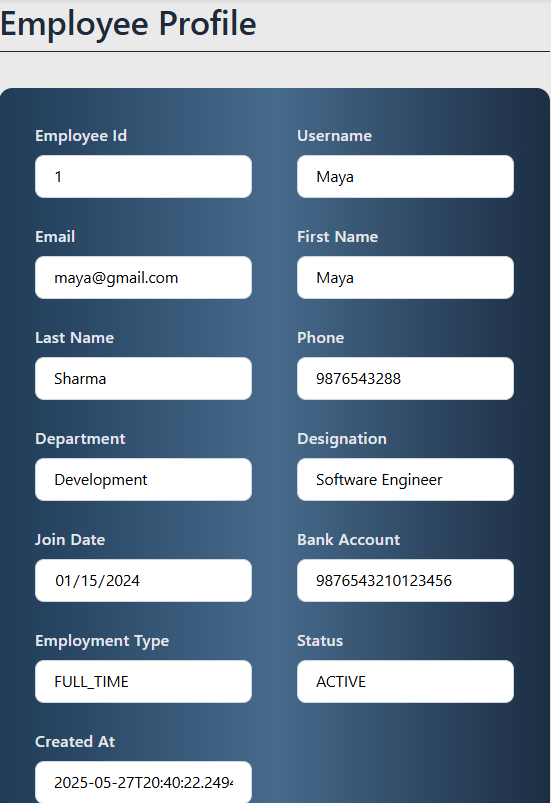 Employee Profile
Employee Id Username
1 Maya
Email First Name
maya@gmail.com Maya
Last Name Phone
Sharma 9876543288
Department Designation
Development Software Engineer
Join Date Bank Account
01/15/2024 9876543210123456
Employment Type Status
FULL_TIME ACTIVE
Created At
2025-05-27T20:40:22.249